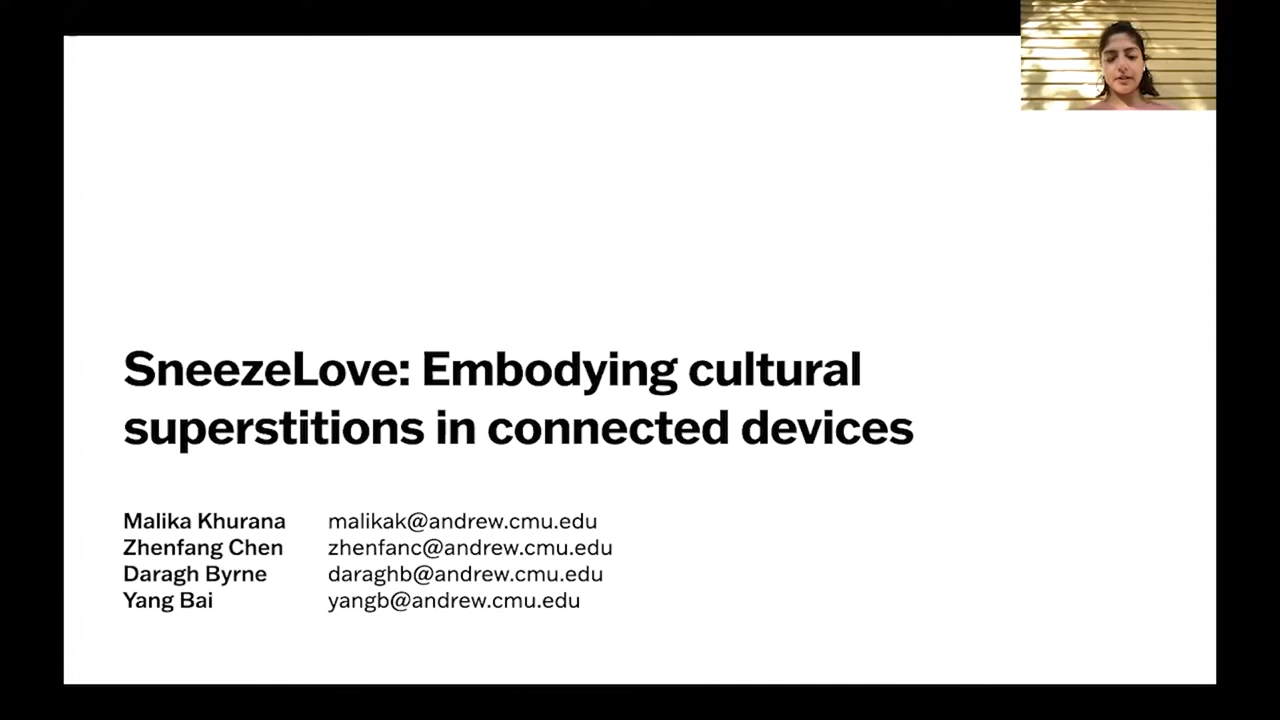 SneezeLove: Embodying cultural
superstitions in connected devices
Malika Khurana malikak@andrew.cmu.edu
Zhenfang Chen zhenfanc@andrew.cmu.edu
Daragh Byrne daraghb@andrew.cmu.edu
Yang Bai yangb@andrew.cmu.edu